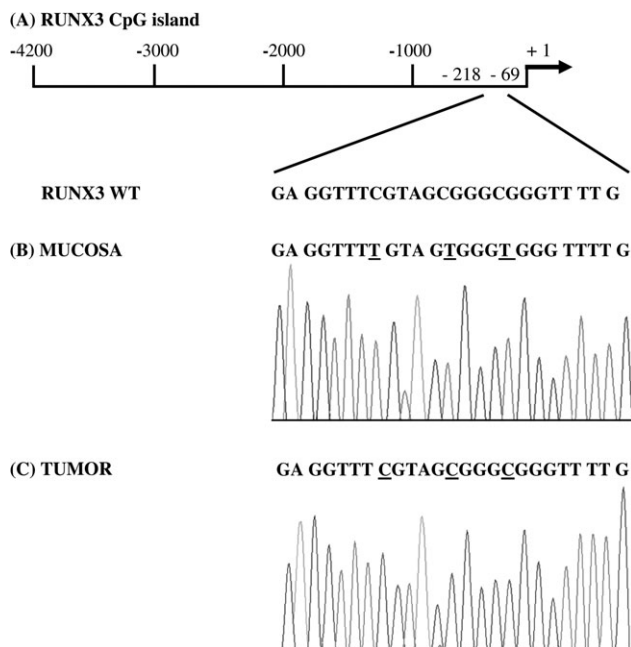 (A) RUNX3 CpG island
-4200 -3000 -2000 -1000 + 1
- 218 - 69
RUNX3 WT GA GGTTTCGTAGCGGGCGGGTT TT G
(B) MUCOSA GA GGTTTT GTA GTGGGT GGG TTTT G
(C) TUMOR GA GGTTT CGTAGCGGGCGGGTT TT G